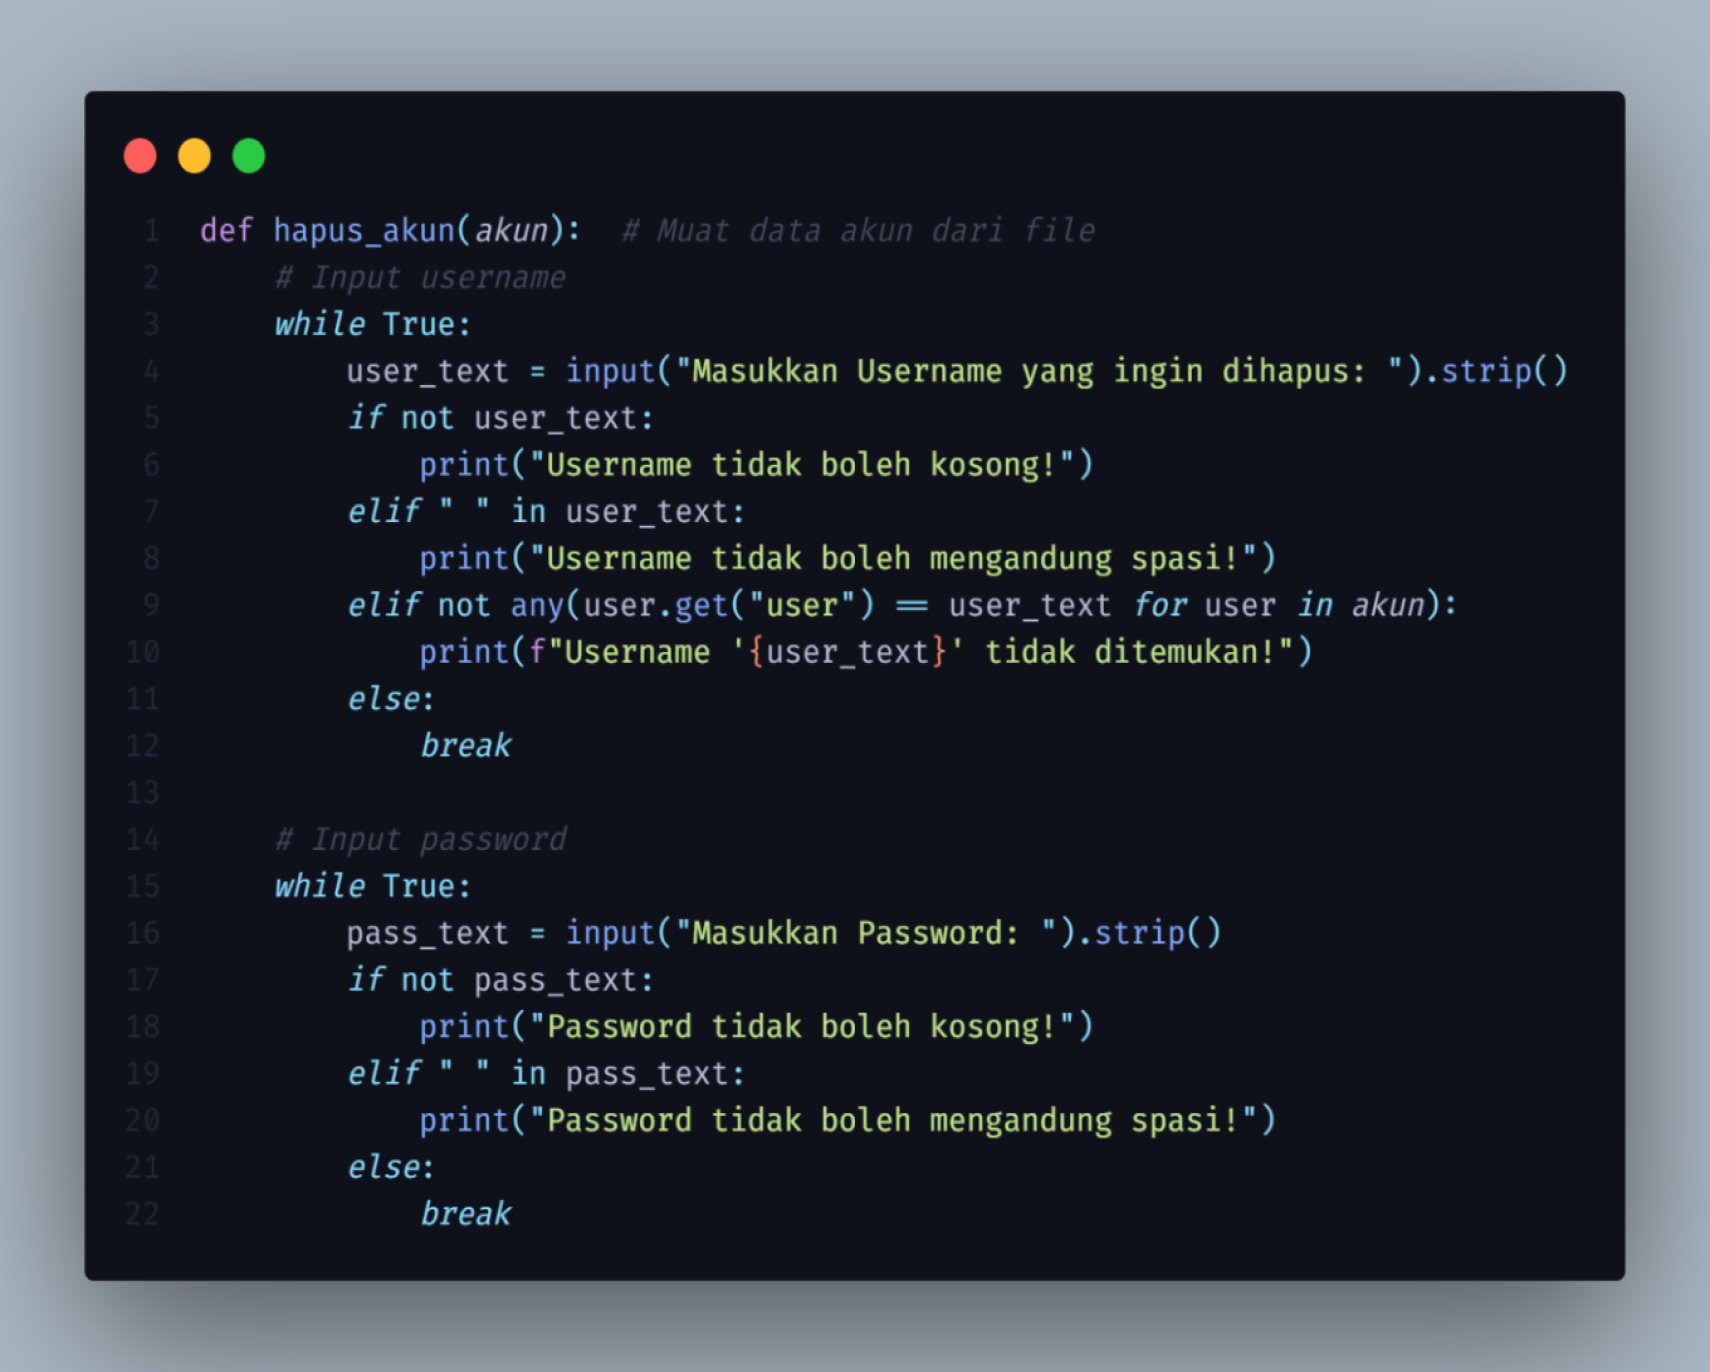 1 def hapus_akun(akun):  # Muat data akun dari file
2     # Input username
3     while True:
4         user_text = input("Masukkan Username yang ingin dihapus: ").strip()
5         if not user_text:
6             print("Username tidak boleh kosong!")
7         elif " " in user_text:
8             print("Username tidak boleh mengandung spasi!")
9         elif not any(user.get("user") == user_text for user in akun):
10             print(f"Username '{user_text}' tidak ditemukan!")
11         else:
12             break
13
14     # Input password
15     while True:
16         pass_text = input("Masukkan Password: ").strip()
17         if not pass_text:
18             print("Password tidak boleh kosong!")
19         elif " " in pass_text:
20             print("Password tidak boleh mengandung spasi!")
21         else:
22             break